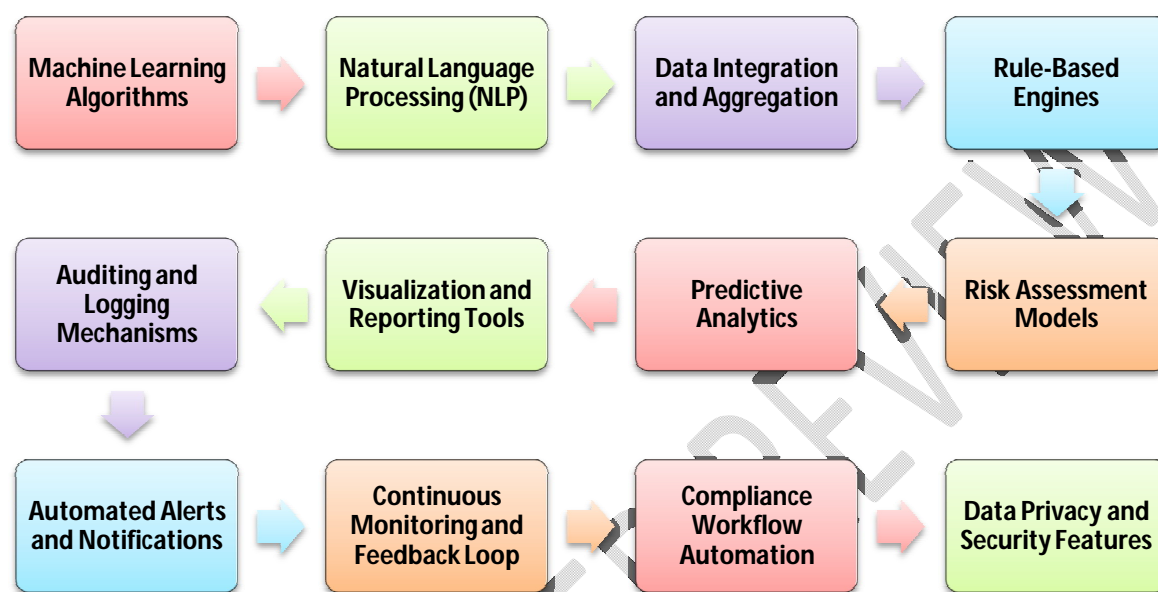 Machine Learning
Algorithms
Natural Language
Processing (NLP)
Data Integration
and Aggregation
Rule-Based
Engines
Auditing and
Logging
Mechanisms
Visualization and
Reporting Tools
Predictive
Analytics
Risk Assessment
Models
Automated Alerts
and Notifications
Continuous
Monitoring and
Feedback Loop
Compliance
Workflow
Automation
Data Privacy and
Security Features